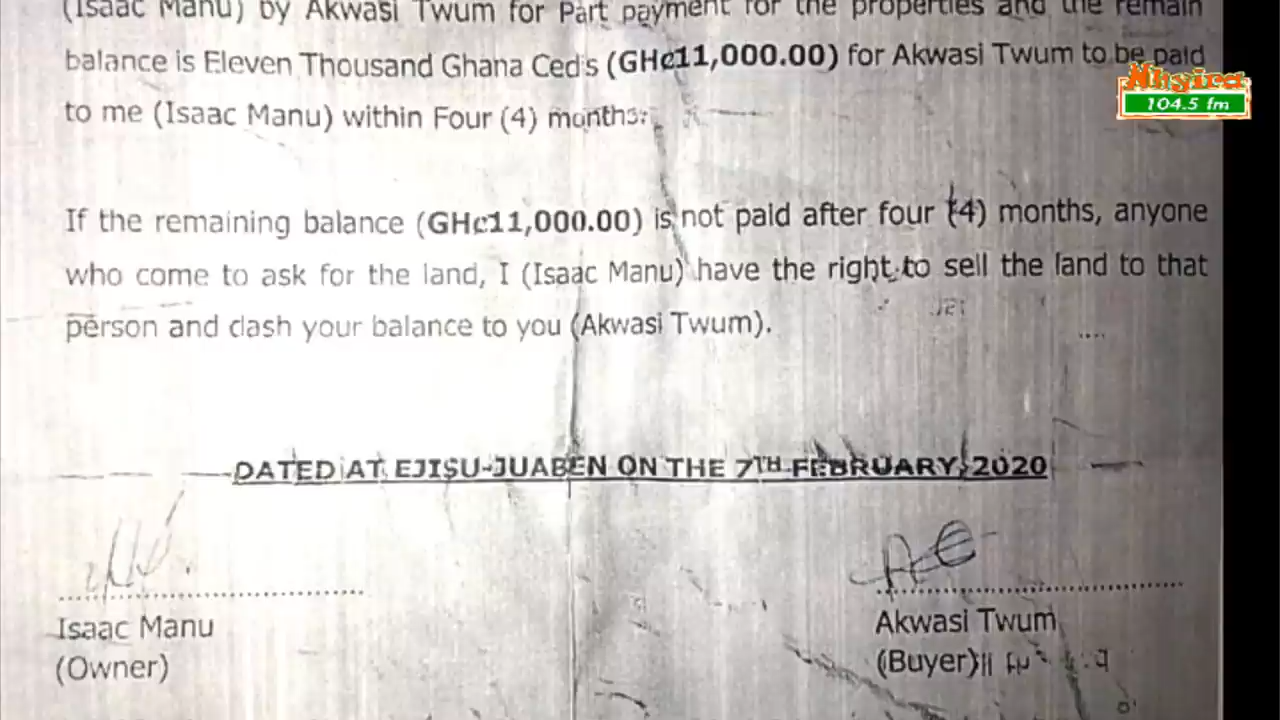 (Isaac Manu) by Akwasi Twum for Part payment for the properties and the remain
balance is Eleven Thousand Ghana Ced's (GH¢11,000.00) for Akwasi Twum to be paid
to me (Isaac Manu) within Four (4) months.
Nhyira
104.5 fm
If the remaining balance (GH¢11,000.00) is not paid after four (4) months, anyone
who come to ask for the land, I (Isaac Manu) have the right to sell the land to that
person and dash your balance to you (Akwasi Twum).
DATED AT EJISU-JUABEN ON THE 7TH FEBRUARY, 2020
Isaac Manu
(Owner)
Akwasi Twum
(Buyer)